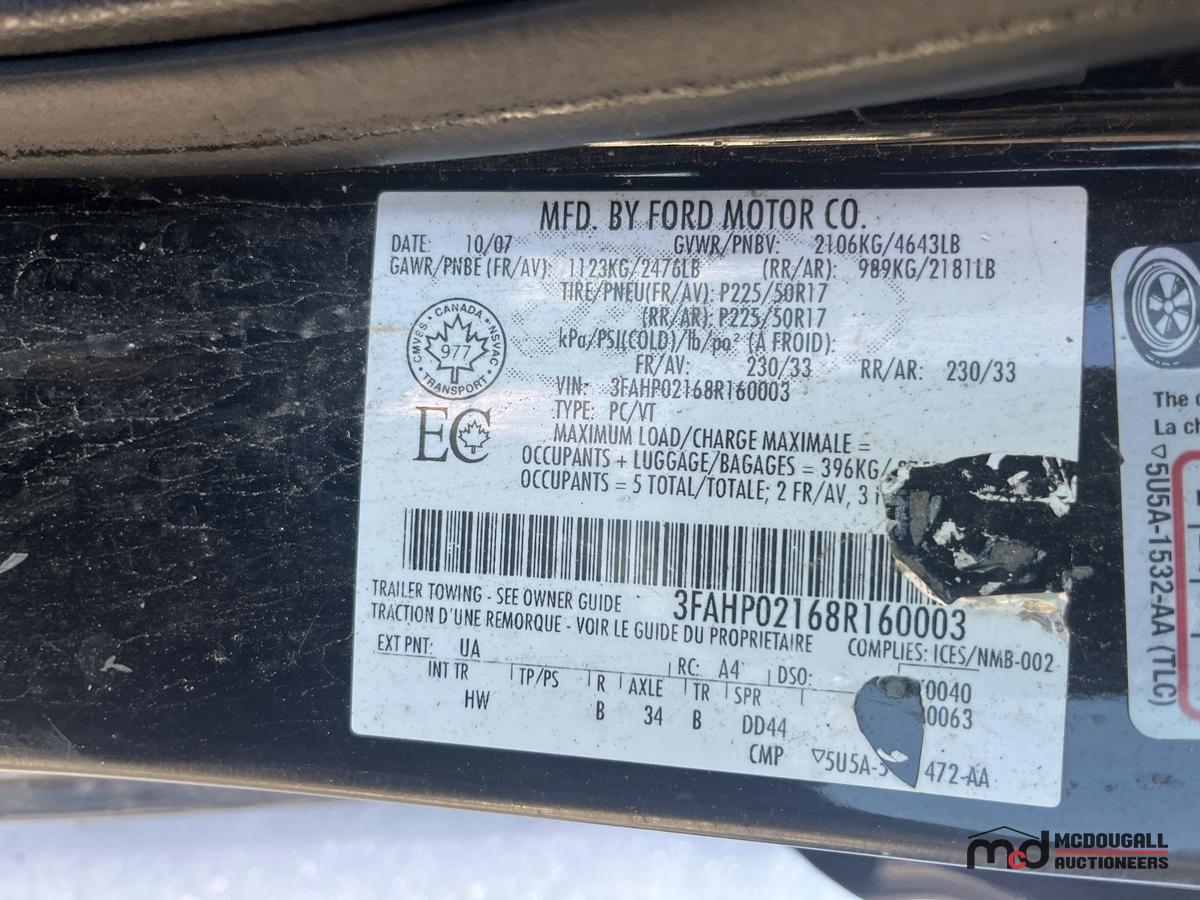 MFD. BY FORD MOTOR CO.
DATE: 10/07 GVWR/PNBV: 2106KG/4643LB
GAWR/PNBE (FR/AV): 1123KG/2476LB (RR/AR): 989KG/2181LB
TIRE/PNEU(FR/AV): P225/50R17
(RR/AR): P225/50R17
kPa/PSI(COLD)/lb/po² (A FROID):
FR/AV: 230/33 RR/AR: 230/33
VIN: 3FAHP02168R160003
TYPE: PC/VT
MAXIMUM LOAD/CHARGE MAXIMALE =
OCCUPANTS + LUGGAGE/BAGAGES = 396KG/
OCCUPANTS = 5 TOTAL/TOTALE; 2 FR/AV, 3
CMVSS · CANADA · NSVAC
977
· TRANSPORT ·
EC
3FAHP02168R160003
TRAILER TOWING - SEE OWNER GUIDE
TRACTION D'UNE REMORQUE - VOIR LE GUIDE DU PROPRIETAIRE
COMPLIES: ICES/NMB-002
EXT PNT: UA RC: A4 DSO:
INT TR TP/PS R AXLE TR SPR 0040
HW B 34 B DD44 0063
CMP ▽5U5A- 472-AA
The
La ch
▽5U5A-1532-AA (TLC)
mcd MCDOUGALL
AUCTIONEERS